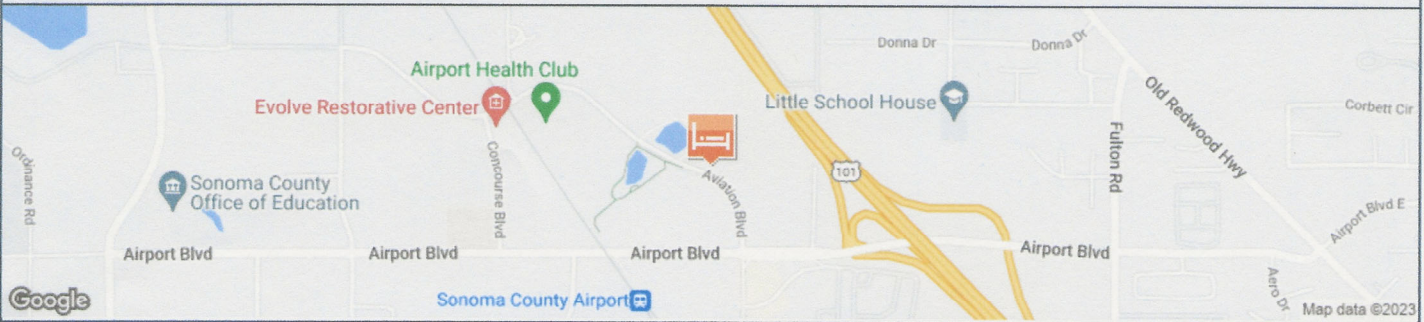 Donna Dr
Donna Dr
Airport Health Club
Evolve Restorative Center
Little School House
Old Redwood Hwy
Corbett Cir
Fulton Rd
Ordinance Rd
Concourse Blvd
101
Sonoma County
Office of Education
Aviation Blvd
Airport Blvd E
Airport Blvd
Airport Blvd
Airport Blvd
Airport Blvd
Aero Dr
Google
Sonoma County Airport
Map data ©2023